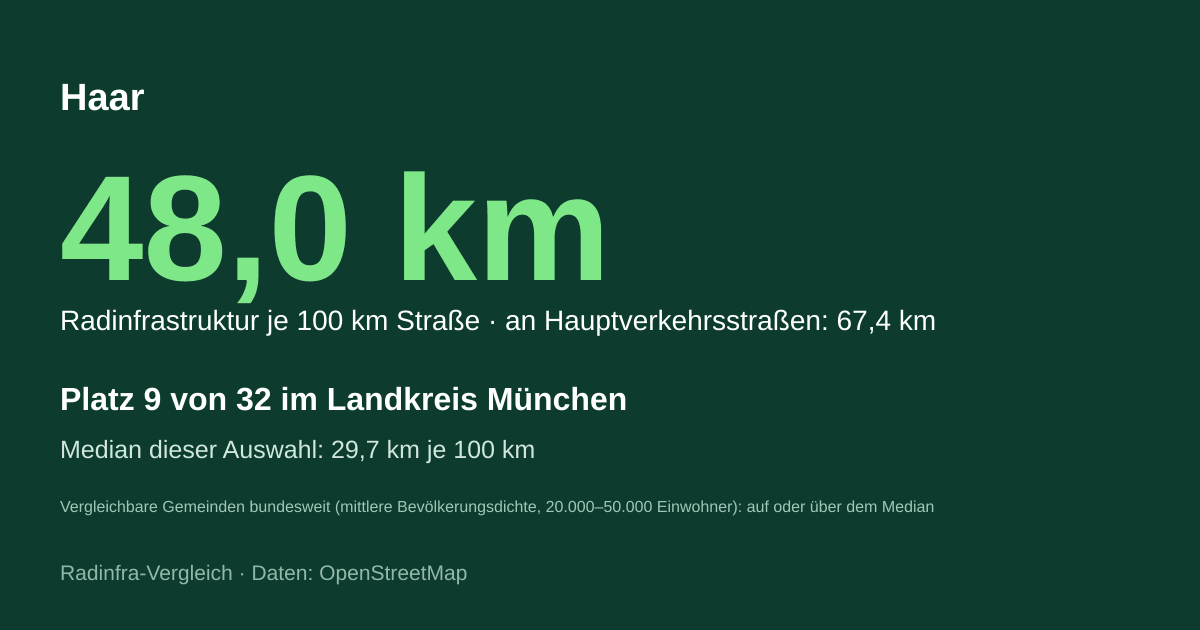 Haar
48,0 km
Radinfrastruktur je 100 km Straße · an Hauptverkehrsstraßen: 67,4 km
Platz 9 von 32 im Landkreis München
Median dieser Auswahl: 29,7 km je 100 km
Vergleichbare Gemeinden bundesweit (mittlere Bevölkerungsdichte, 20.000–50.000 Einwohner): auf oder über dem Median
Radinfra-Vergleich · Daten: OpenStreetMap